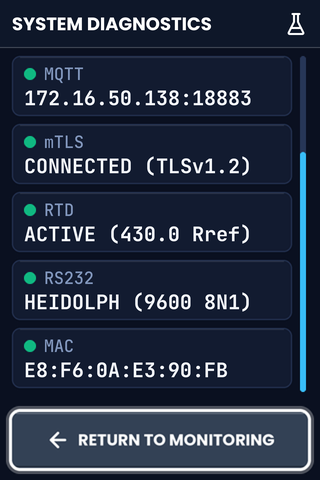 SYSTEM DIAGNOSTICS
MQTT
172.16.50.138:18883
mTLS
CONNECTED (TLSv1.2)
RTD
ACTIVE (430.0 Rref)
RS232
HEIDOLPH (9600 8N1)
MAC
E8:F6:0A:E3:90:FB
← RETURN TO MONITORING